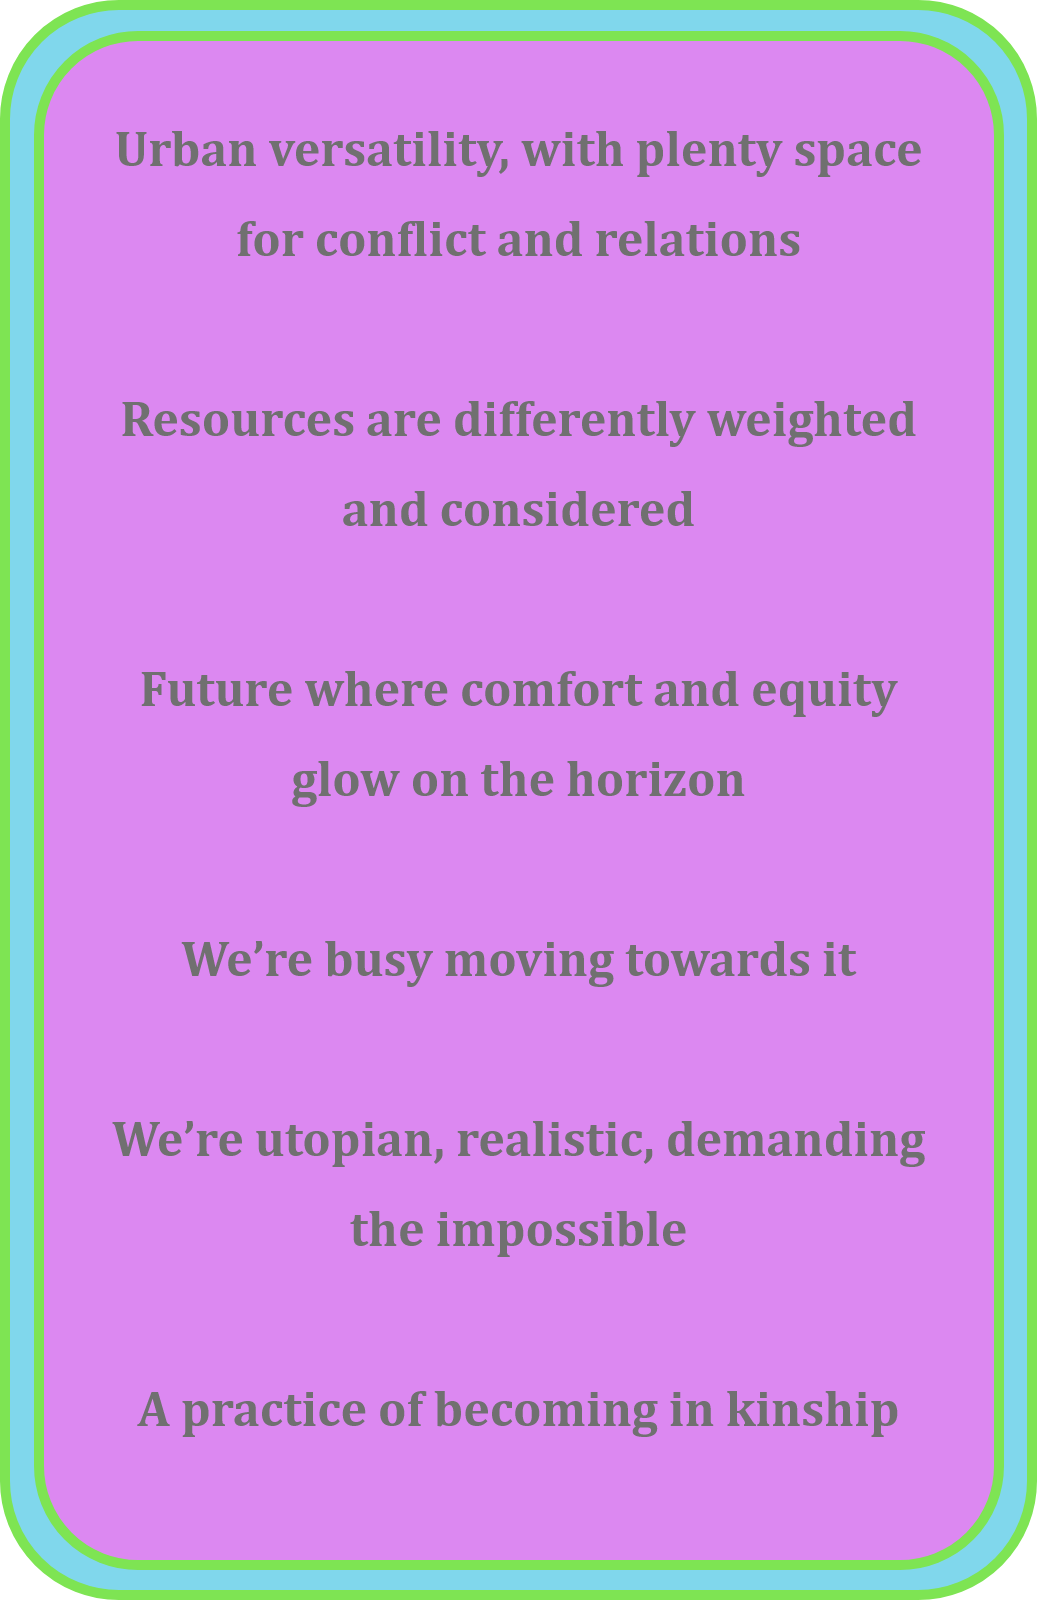 Urban versatility, with plenty space
for conflict and relations
Resources are differently weighted
and considered
Future where comfort and equity
glow on the horizon
We’re busy moving towards it
We’re utopian, realistic, demanding
the impossible
A practice of becoming in kinship